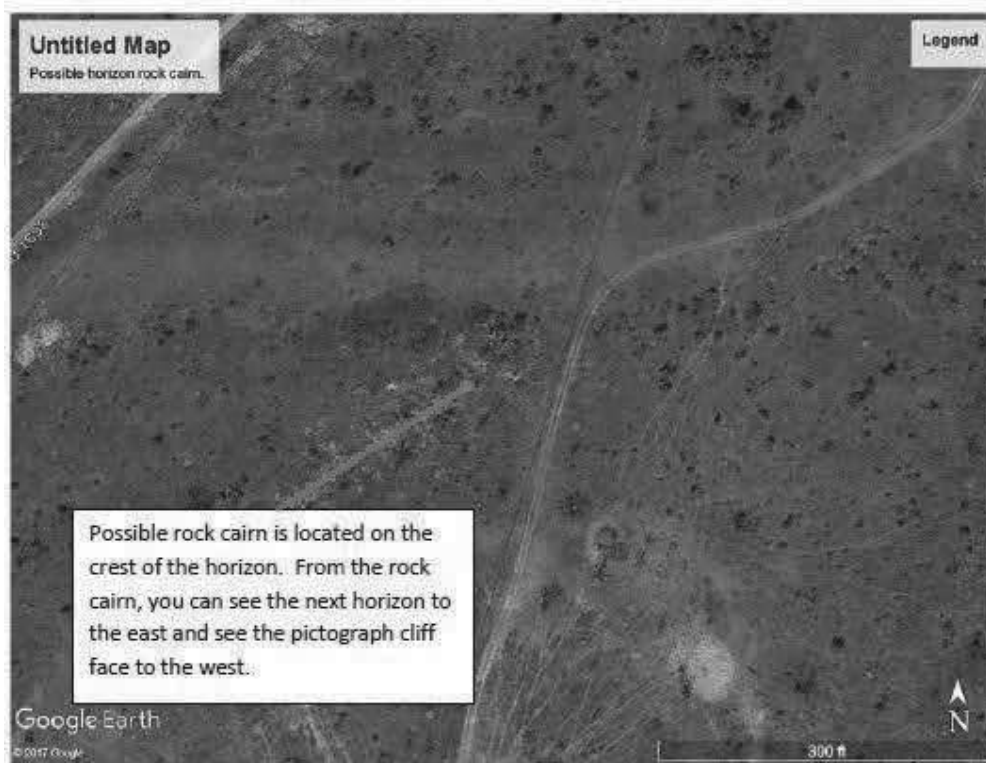 Untitled Map
Possible horizon rock cairn.
Legend
Possible rock cairn is located on the
crest of the horizon. From the rock
cairn, you can see the next horizon to
the east and see the pictograph cliff
face to the west.
Google Earth
© 2017 Google
N
300 ft